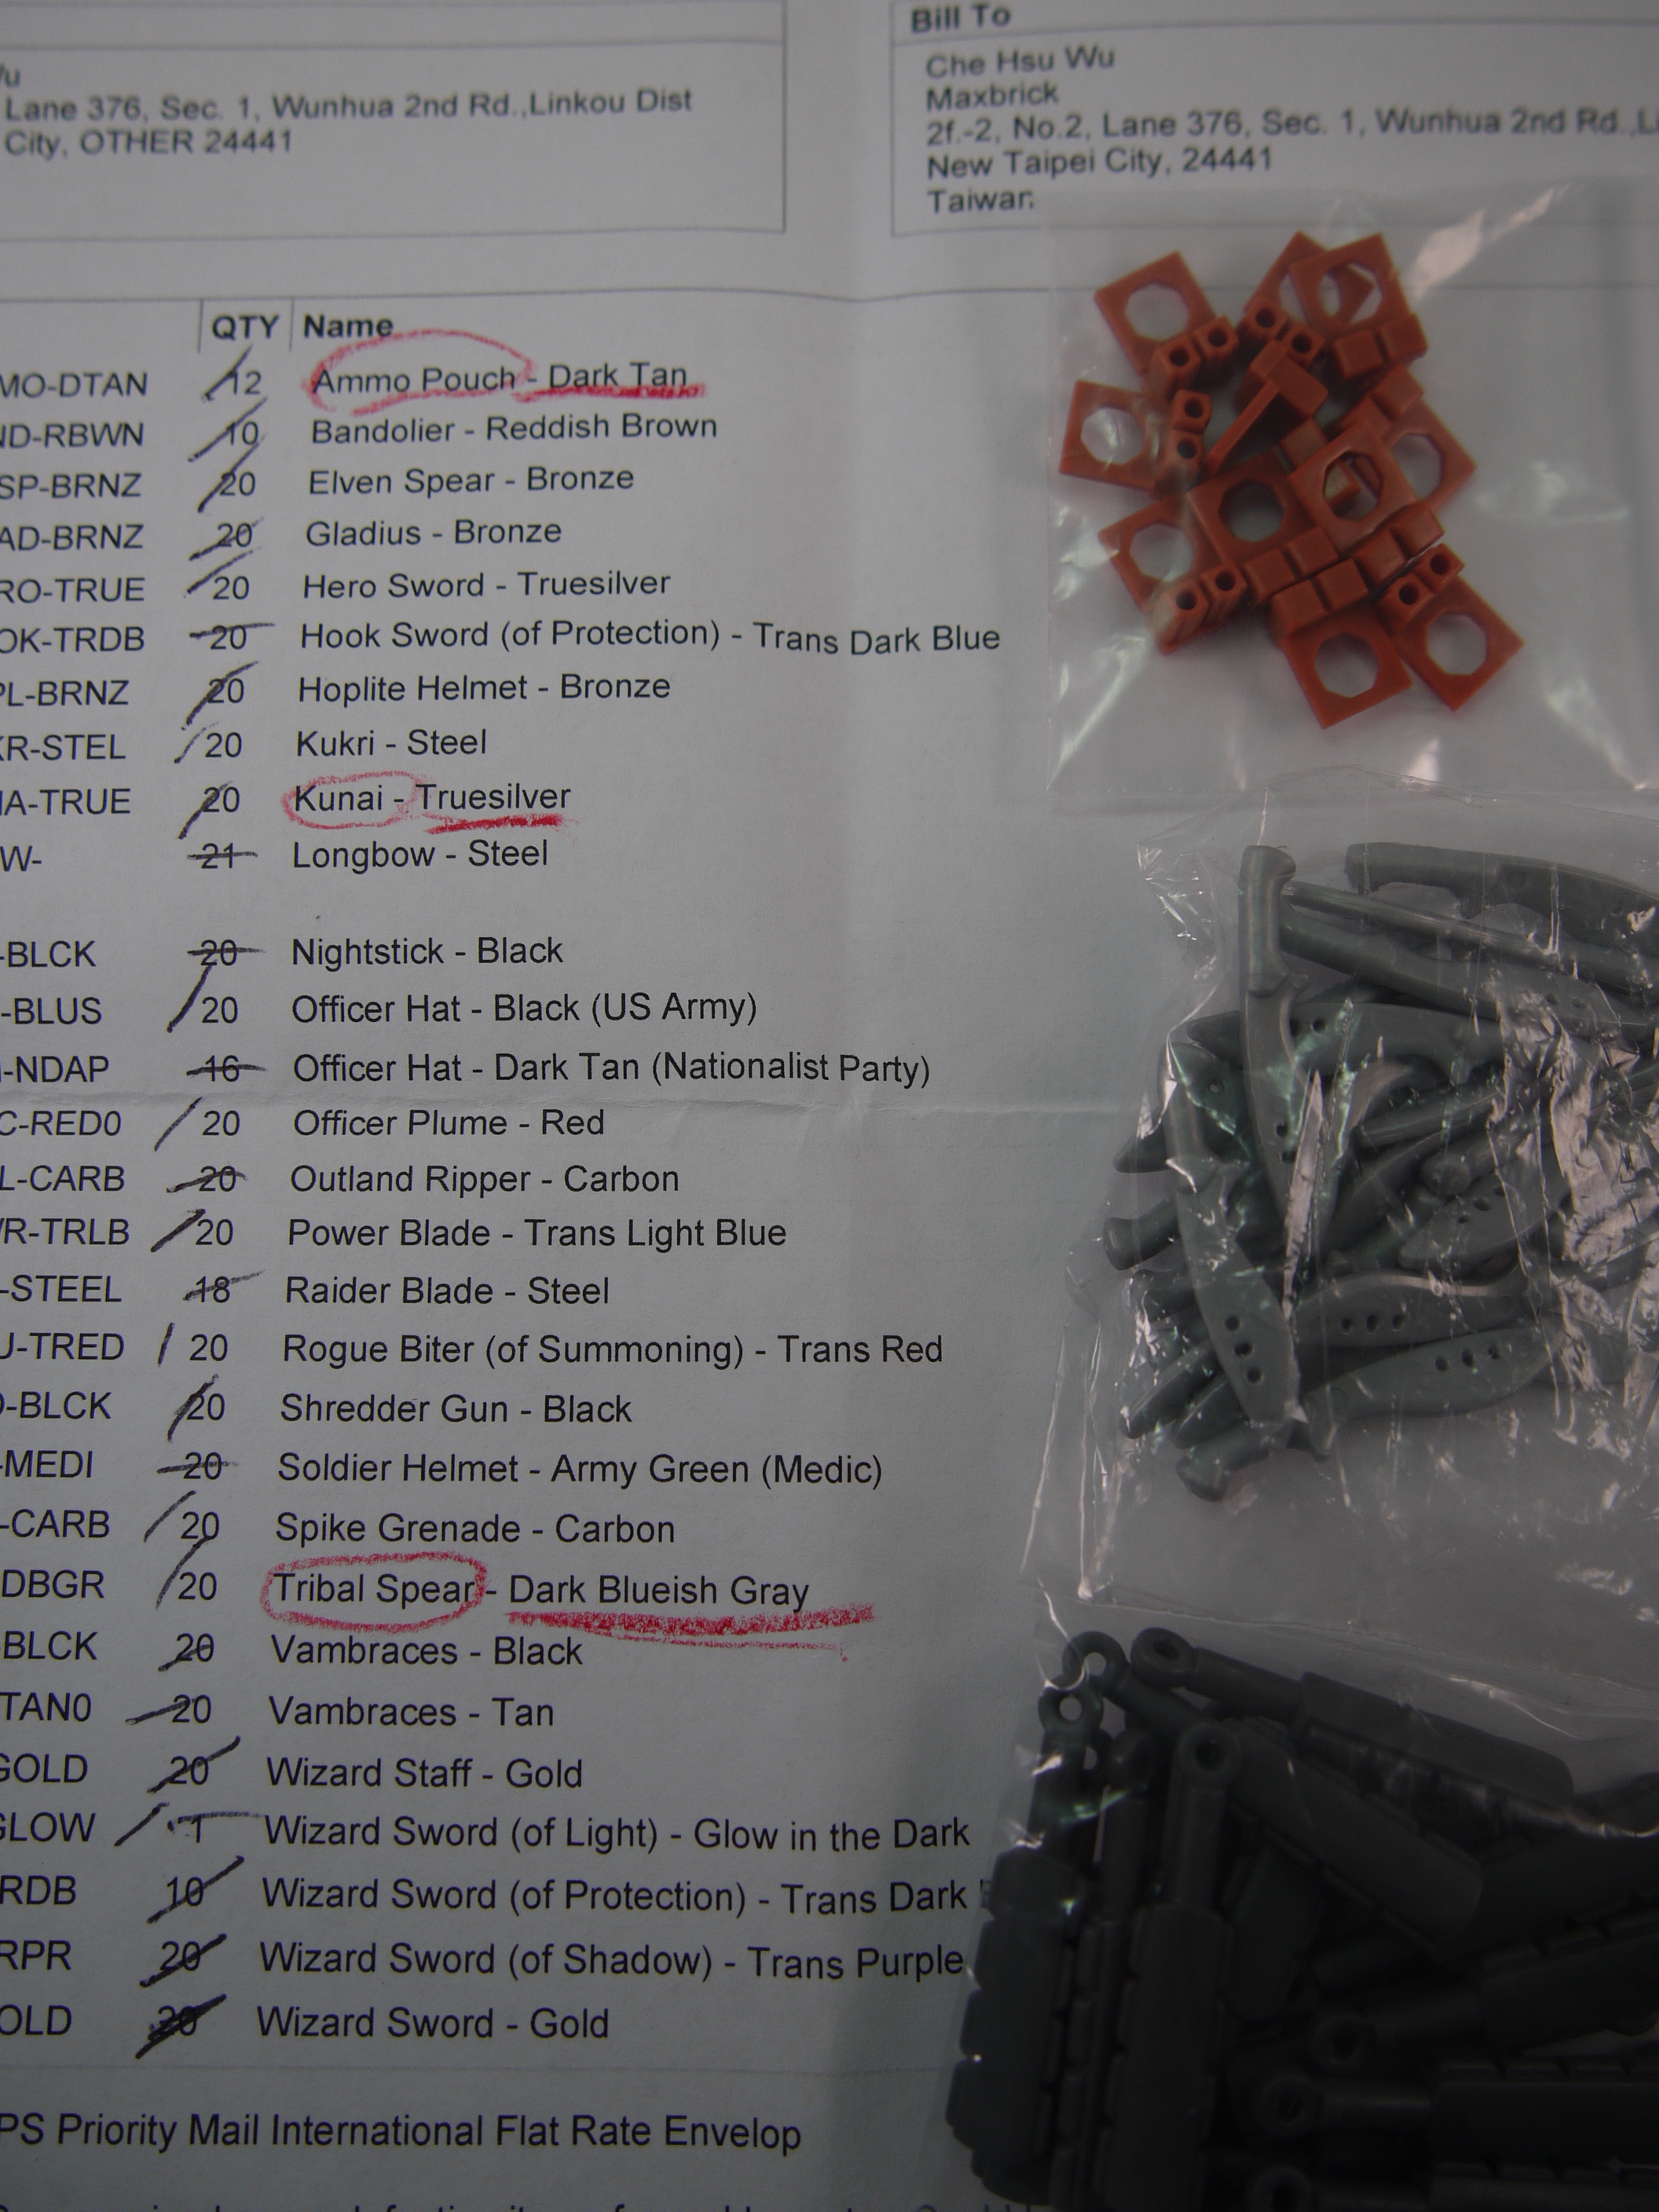 Bill To
Wu
Lane 376, Sec. 1, Wunhua 2nd Rd.,Linkou Dist
City, OTHER 24441
Che Hsu Wu
Maxbrick
2f.-2, No.2, Lane 376, Sec. 1, Wunhua 2nd Rd.,Li
New Taipei City, 24441
Taiwan
QTY Name
MO-DTAN 12 Ammo Pouch - Dark Tan
ND-RBWN 10 Bandolier - Reddish Brown
SP-BRNZ 20 Elven Spear - Bronze
AD-BRNZ 20 Gladius - Bronze
RO-TRUE 20 Hero Sword - Truesilver
OK-TRDB 20 Hook Sword (of Protection) - Trans Dark Blue
PL-BRNZ 20 Hoplite Helmet - Bronze
KR-STEL 20 Kukri - Steel
NA-TRUE 20 Kunai - Truesilver
W- 21 Longbow - Steel
-BLCK 20 Nightstick - Black
-BLUS 20 Officer Hat - Black (US Army)
-NDAP 16 Officer Hat - Dark Tan (Nationalist Party)
C-RED0 20 Officer Plume - Red
L-CARB 20 Outland Ripper - Carbon
VR-TRLB 20 Power Blade - Trans Light Blue
-STEEL 18 Raider Blade - Steel
U-TRED 20 Rogue Biter (of Summoning) - Trans Red
-BLCK 20 Shredder Gun - Black
-MEDI 20 Soldier Helmet - Army Green (Medic)
-CARB 20 Spike Grenade - Carbon
DBGR 20 Tribal Spear - Dark Blueish Gray
-BLCK 20 Vambraces - Black
TAN0 20 Vambraces - Tan
GOLD 20 Wizard Staff - Gold
GLOW 1 Wizard Sword (of Light) - Glow in the Dark
RDB 10 Wizard Sword (of Protection) - Trans Dark
RPR 20 Wizard Sword (of Shadow) - Trans Purple
OLD 20 Wizard Sword - Gold
PS Priority Mail International Flat Rate Envelop